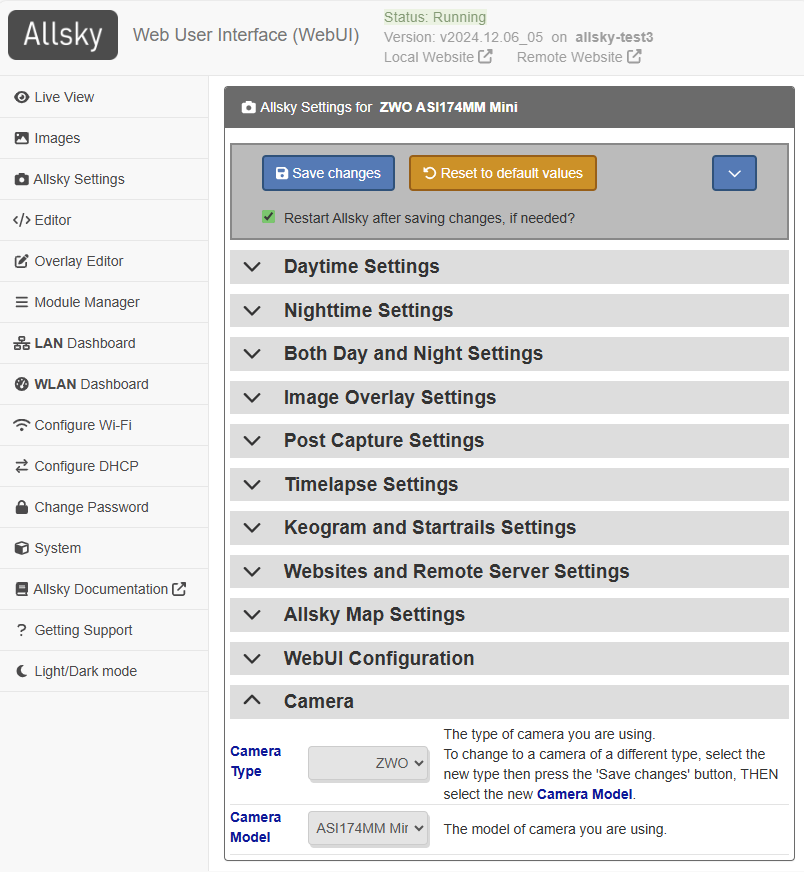 Allsky
Web User Interface (WebUI)
Status: Running
Version: v2024.12.06_05 on allsky-test3
Local Website Remote Website
Live View
Images
Allsky Settings
Editor
Overlay Editor
Module Manager
LAN Dashboard
WLAN Dashboard
Configure Wi-Fi
Configure DHCP
Change Password
System
Allsky Documentation
Getting Support
Light/Dark mode
Allsky Settings for ZWO ASI174MM Mini
Save changes
Reset to default values
Restart Allsky after saving changes, if needed?
Daytime Settings
Nighttime Settings
Both Day and Night Settings
Image Overlay Settings
Post Capture Settings
Timelapse Settings
Keogram and Startrails Settings
Websites and Remote Server Settings
Allsky Map Settings
WebUI Configuration
Camera
Camera
Type
ZWO
The type of camera you are using.
To change to a camera of a different type, select the
new type then press the 'Save changes' button, THEN
select the new Camera Model.
Camera
Model
ASI174MM Mir
The model of camera you are using.